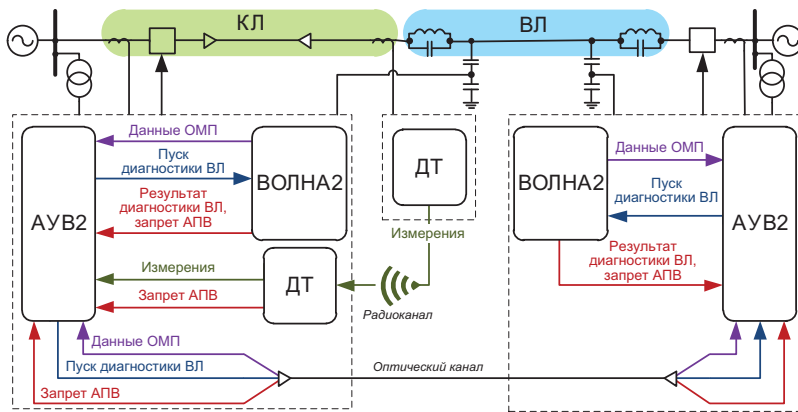 КЛ
ВЛ
Данные ОМП
Пуск
диагностики ВЛ
Результат
диагностики ВЛ,
запрет АПВ
АУВ2
ВОЛНА2
Измерения
Запрет АПВ
ДТ
ДТ
Измерения
Радиоканал
Данные ОМП
Пуск диагностики ВЛ
Запрет АПВ
Оптический канал
ВОЛНА2
Данные ОМП
Пуск
диагностики ВЛ
Результат
диагностики ВЛ,
запрет АПВ
АУВ2